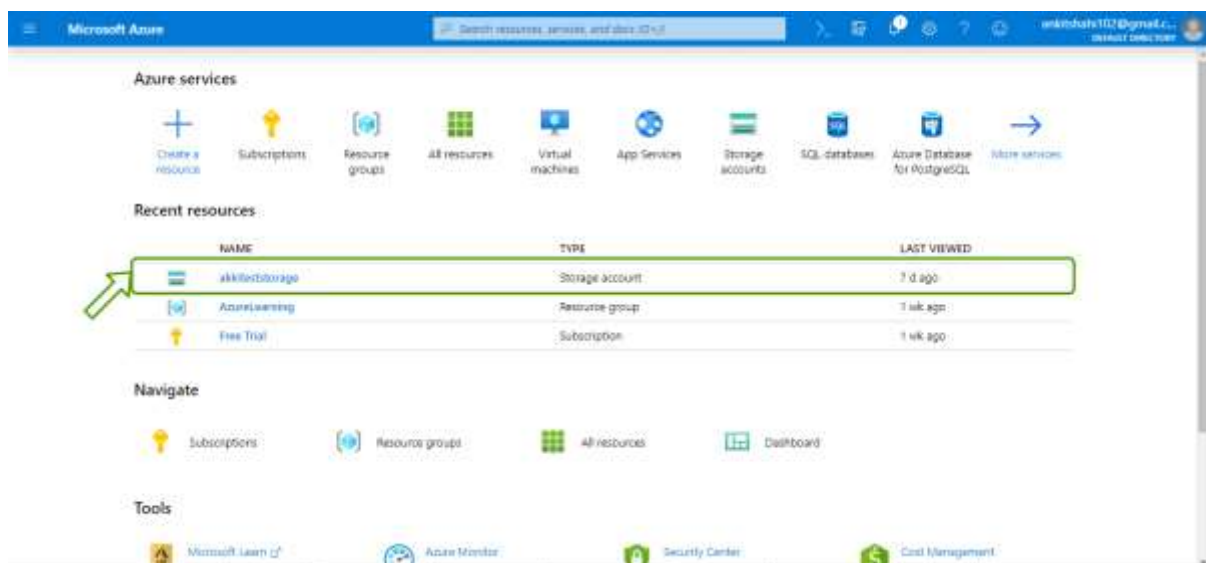 Microsoft Azure
Search resources, services, and docs (G+/)
DEFAULT DIRECTORY
Azure services
Create a resource
Subscriptions
Resource groups
All resources
Virtual machines
App Services
Storage accounts
SQL databases
Azure Database for PostgreSQL
More services
Recent resources
NAME TYPE LAST VIEWED
akkiteststorage Storage account 7 d ago
AzureLearning Resource group 1 wk ago
Free Trial Subscription 1 wk ago
Navigate
Subscriptions Resource groups All resources Dashboard
Tools
Microsoft Learn Azure Monitor Security Center Cost Management